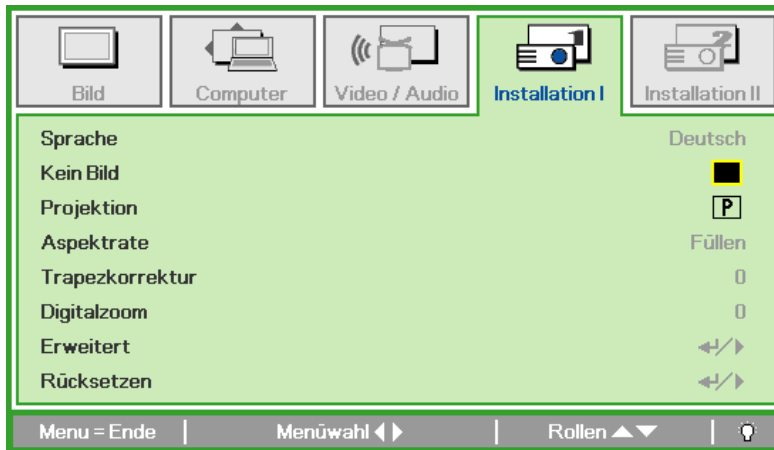 Bild
Computer
Video / Audio
Installation I
Installation II
Sprache Deutsch
Kein Bild
Projektion P
Aspektrate Füllen
Trapezkorrektur 0
Digitalzoom 0
Erweitert
Rücksetzen
Menu = Ende Menüwahl Rollen